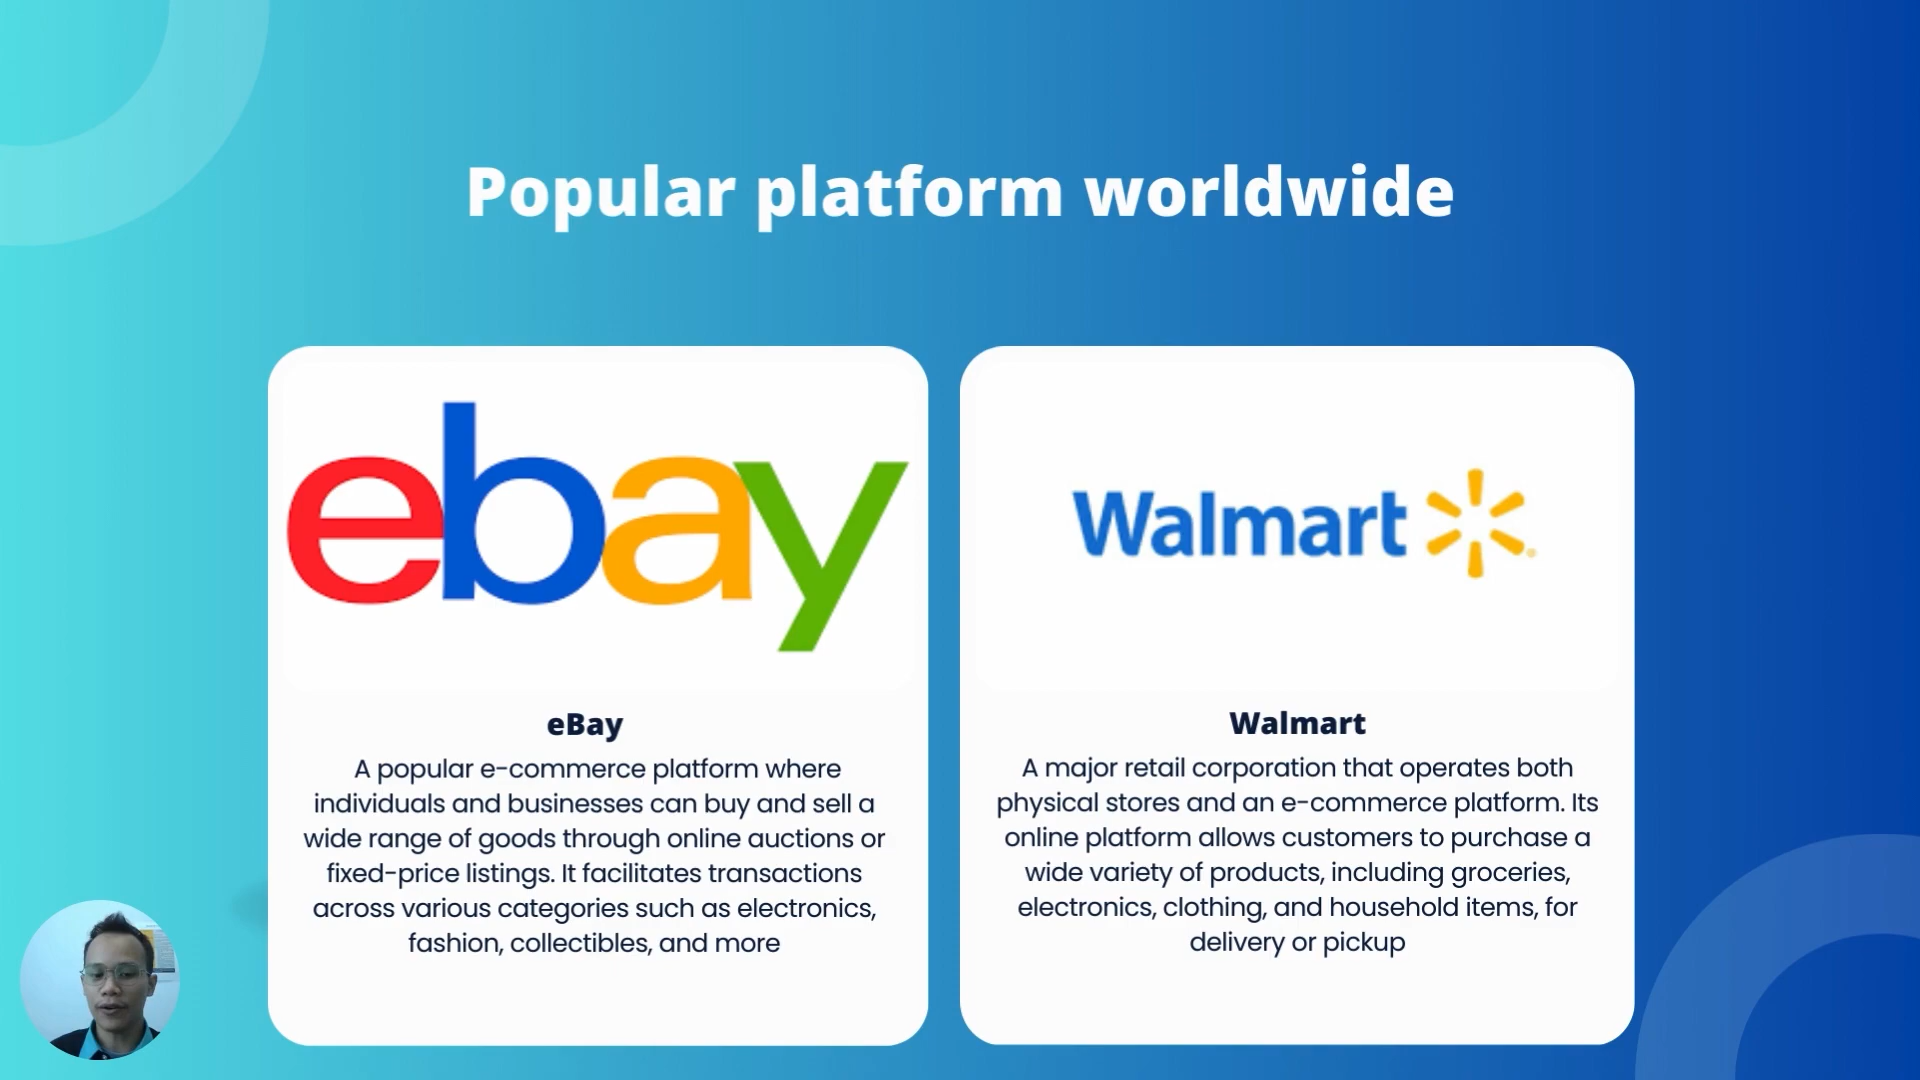 Popular platform worldwide
ebay
eBay
A popular e-commerce platform where
individuals and businesses can buy and sell a
wide range of goods through online auctions or
fixed-price listings. It facilitates transactions
across various categories such as electronics,
fashion, collectibles, and more
Walmart
Walmart
A major retail corporation that operates both
physical stores and an e-commerce platform. Its
online platform allows customers to purchase a
wide variety of products, including groceries,
electronics, clothing, and household items, for
delivery or pickup